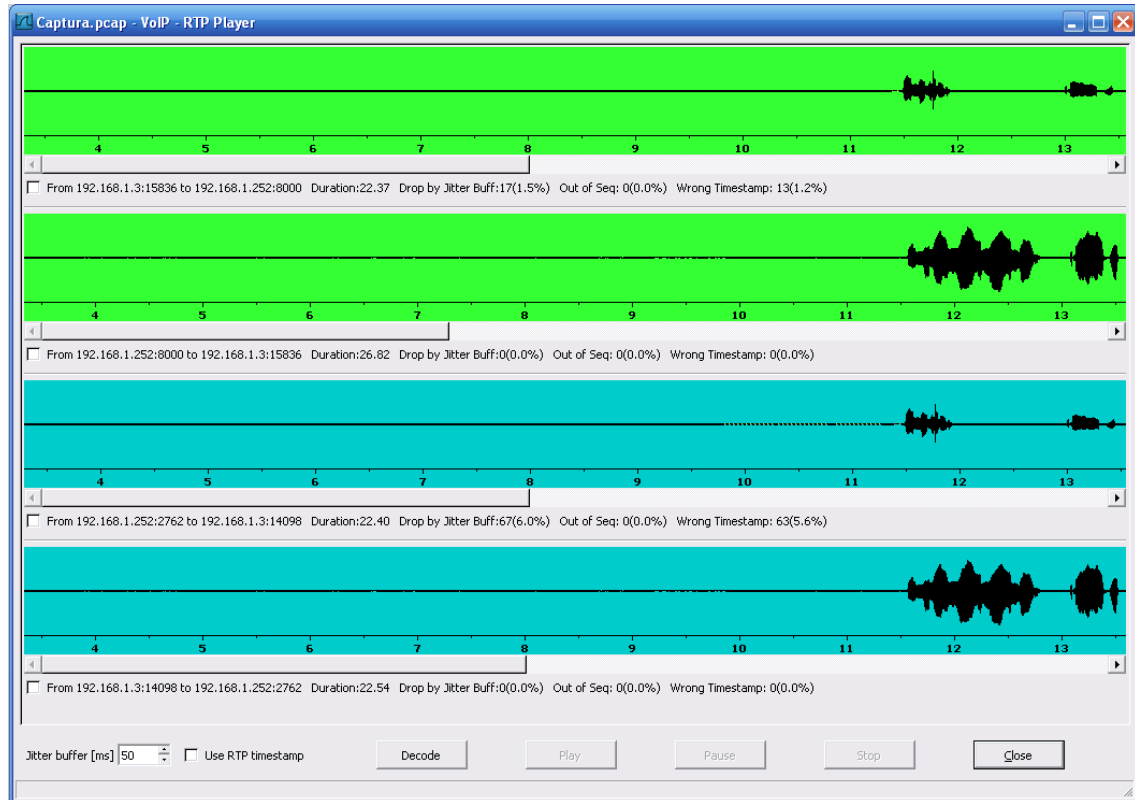 Captura.pcap - VoIP - RTP Player
4 5 6 7 8 9 10 11 12 13
From 192.168.1.3:15836 to 192.168.1.252:8000 Duration:22.37 Drop by Jitter Buff:17(1.5%) Out of Seq: 0(0.0%) Wrong Timestamp: 13(1.2%)
4 5 6 7 8 9 10 11 12 13
From 192.168.1.252:8000 to 192.168.1.3:15836 Duration:26.82 Drop by Jitter Buff:0(0.0%) Out of Seq: 0(0.0%) Wrong Timestamp: 0(0.0%)
4 5 6 7 8 9 10 11 12 13
From 192.168.1.252:2762 to 192.168.1.3:14098 Duration:22.40 Drop by Jitter Buff:67(6.0%) Out of Seq: 0(0.0%) Wrong Timestamp: 63(5.6%)
4 5 6 7 8 9 10 11 12 13
From 192.168.1.3:14098 to 192.168.1.252:2762 Duration:22.54 Drop by Jitter Buff:0(0.0%) Out of Seq: 0(0.0%) Wrong Timestamp: 0(0.0%)
Jitter buffer [ms] 50 Use RTP timestamp Decode Play Pause Stop Close